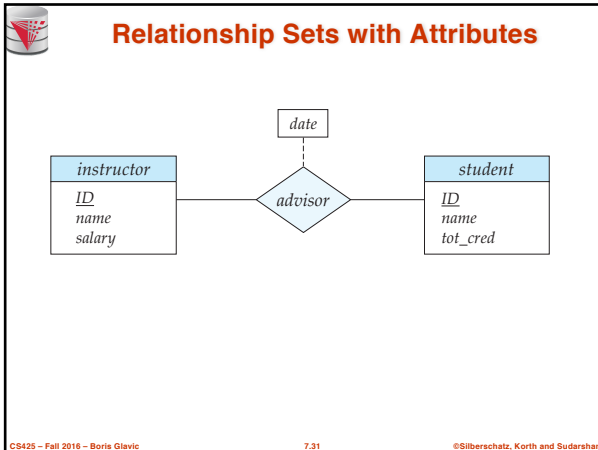 Relationship Sets with Attributes
date
instructor
ID
name
salary
advisor
student
ID
name
tot_cred
CS425 – Fall 2016 – Boris Glavic 7.31 ©Silberschatz, Korth and Sudarshan